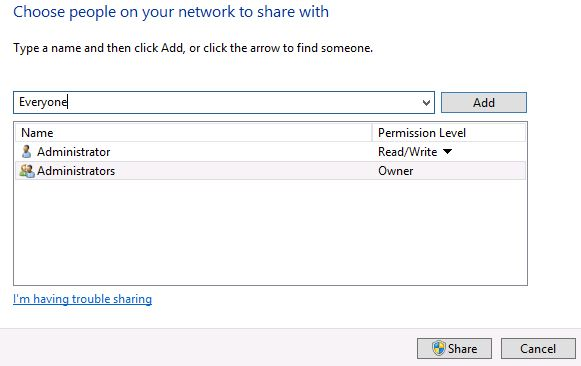 Choose people on your network to share with
Type a name and then click Add, or click the arrow to find someone.
Everyone
Add
Name Permission Level
Administrator Read/Write
Administrators Owner
I'm having trouble sharing
Share Cancel